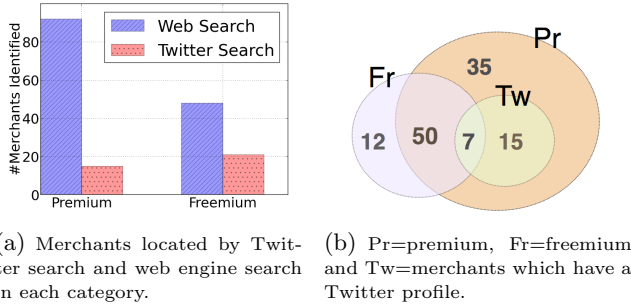 80
60
40
20
0
#Merchants Identified
Web Search
Twitter Search
Premium
Freemium
Pr
Fr
35
Tw
12
50
7
15
(a) Merchants located by Twit-
ter search and web engine search
n each category.
(b) Pr=premium, Fr=freemium
and Tw=merchants which have a
Twitter profile.